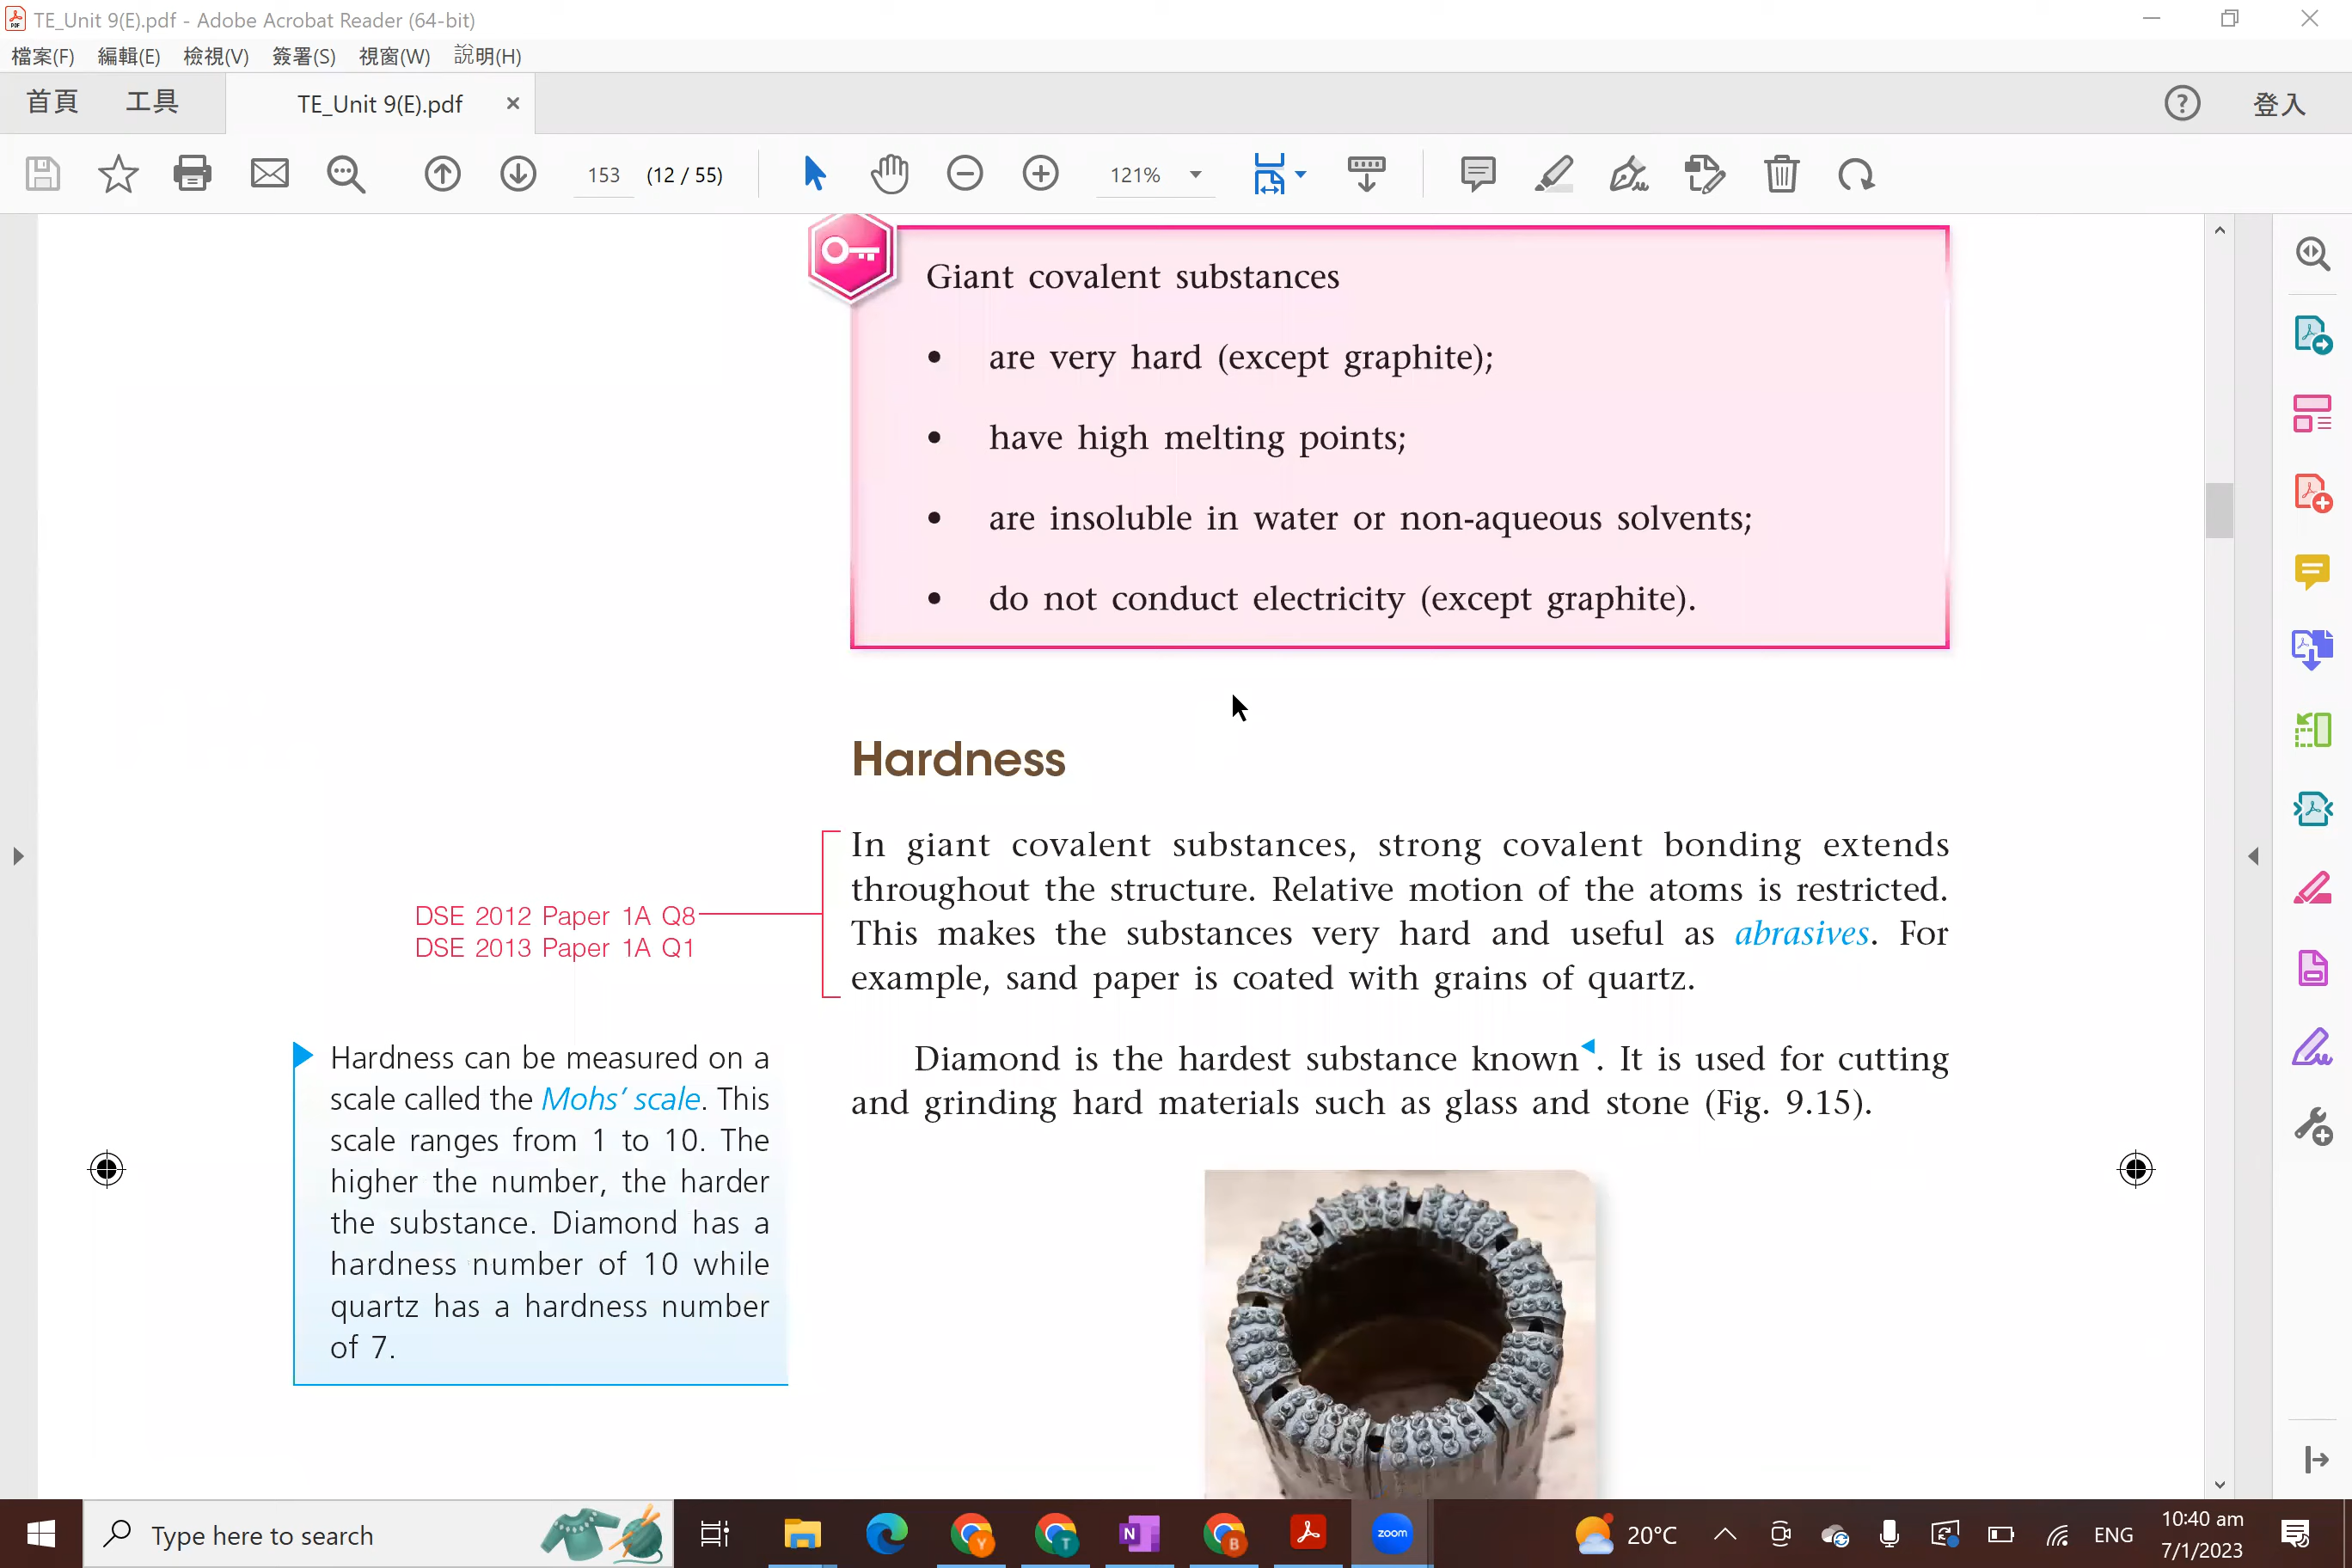 TE_Unit 9(E).pdf - Adobe Acrobat Reader (64-bit)
檔案(F) 編輯(E) 檢視(V) 簽署(S) 視窗(W) 說明(H)
首頁 工具 TE_Unit 9(E).pdf 登入
153 (12 / 55) 121%
Giant covalent substances
• are very hard (except graphite);
• have high melting points;
• are insoluble in water or non-aqueous solvents;
• do not conduct electricity (except graphite).
Hardness
In giant covalent substances, strong covalent bonding extends
throughout the structure. Relative motion of the atoms is restricted.
This makes the substances very hard and useful as abrasives. For
example, sand paper is coated with grains of quartz.
DSE 2012 Paper 1A Q8
DSE 2013 Paper 1A Q1
Diamond is the hardest substance known. It is used for cutting
and grinding hard materials such as glass and stone (Fig. 9.15).
Hardness can be measured on a
scale called the Mohs’ scale. This
scale ranges from 1 to 10. The
higher the number, the harder
the substance. Diamond has a
hardness number of 10 while
quartz has a hardness number
of 7.
Type here to search
Y
T
N
B
zoom
20°C
ENG
10:40 am
7/1/2023